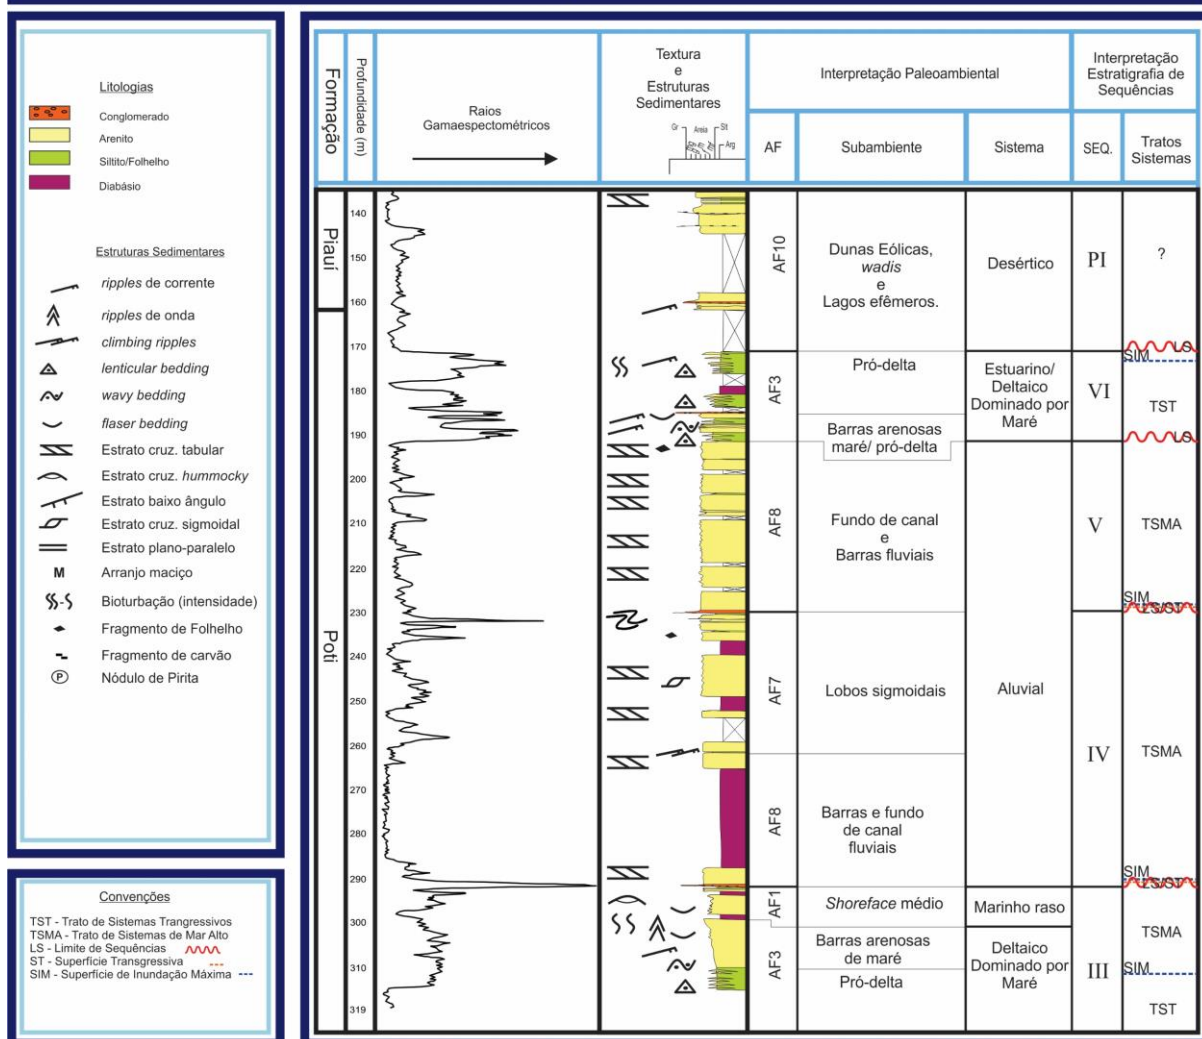 Litologias
Conglomerado
Arenito
Siltito/Folhelho
Diabásio
Estruturas Sedimentares
ripples de corrente
ripples de onda
climbing ripples
lenticular bedding
wavy bedding
flaser bedding
Estrato cruz. tabular
Estrato cruz. hummocky
Estrato baixo ângulo
Estrato cruz. sigmoidal
Estrato plano-paralelo
M Arranjo maciço
Bioturbação (intensidade)
Fragmento de Folhelho
Fragmento de carvão
P Nódulo de Pirita
Convenções
TST - Trato de Sistemas Trangressivos
TSMA - Trato de Sistemas de Mar Alto
LS - Limite de Sequências
ST - Superfície Transgressiva
SIM - Superfície de Inundação Máxima
Formação
Profundidade (m)
Raios
Gamaespectométricos
Textura
e
Estruturas
Sedimentares
Gr
Areia
Slt
Arg
Interpretação Paleoambiental
AF
Subambiente
Sistema
Interpretação
Estratigrafia de
Sequências
SEQ.
Tratos
Sistemas
Piauí
Poti
140
150
160
170
180
190
200
210
220
230
240
250
260
270
280
290
300
310
319
AF10
Dunas Eólicas,
wadis
e
Lagos efêmeros.
Desértico
PI
?
LS
SIM
AF3
Pró-delta
Barras arenosas
maré/ pró-delta
Estuarino/
Deltaico
Dominado por
Maré
VI
TST
LS
AF8
Fundo de canal
e
Barras fluviais
V
TSMA
SIM
LS/ST
AF7
Lobos sigmoidais
Aluvial
IV
TSMA
AF8
Barras e fundo
de canal
fluviais
SIM
LS/ST
AF1
Shoreface médio
Marinho raso
AF3
Barras arenosas
de maré
Pró-delta
Deltaico
Dominado por
Maré
III
TSMA
SIM
TST